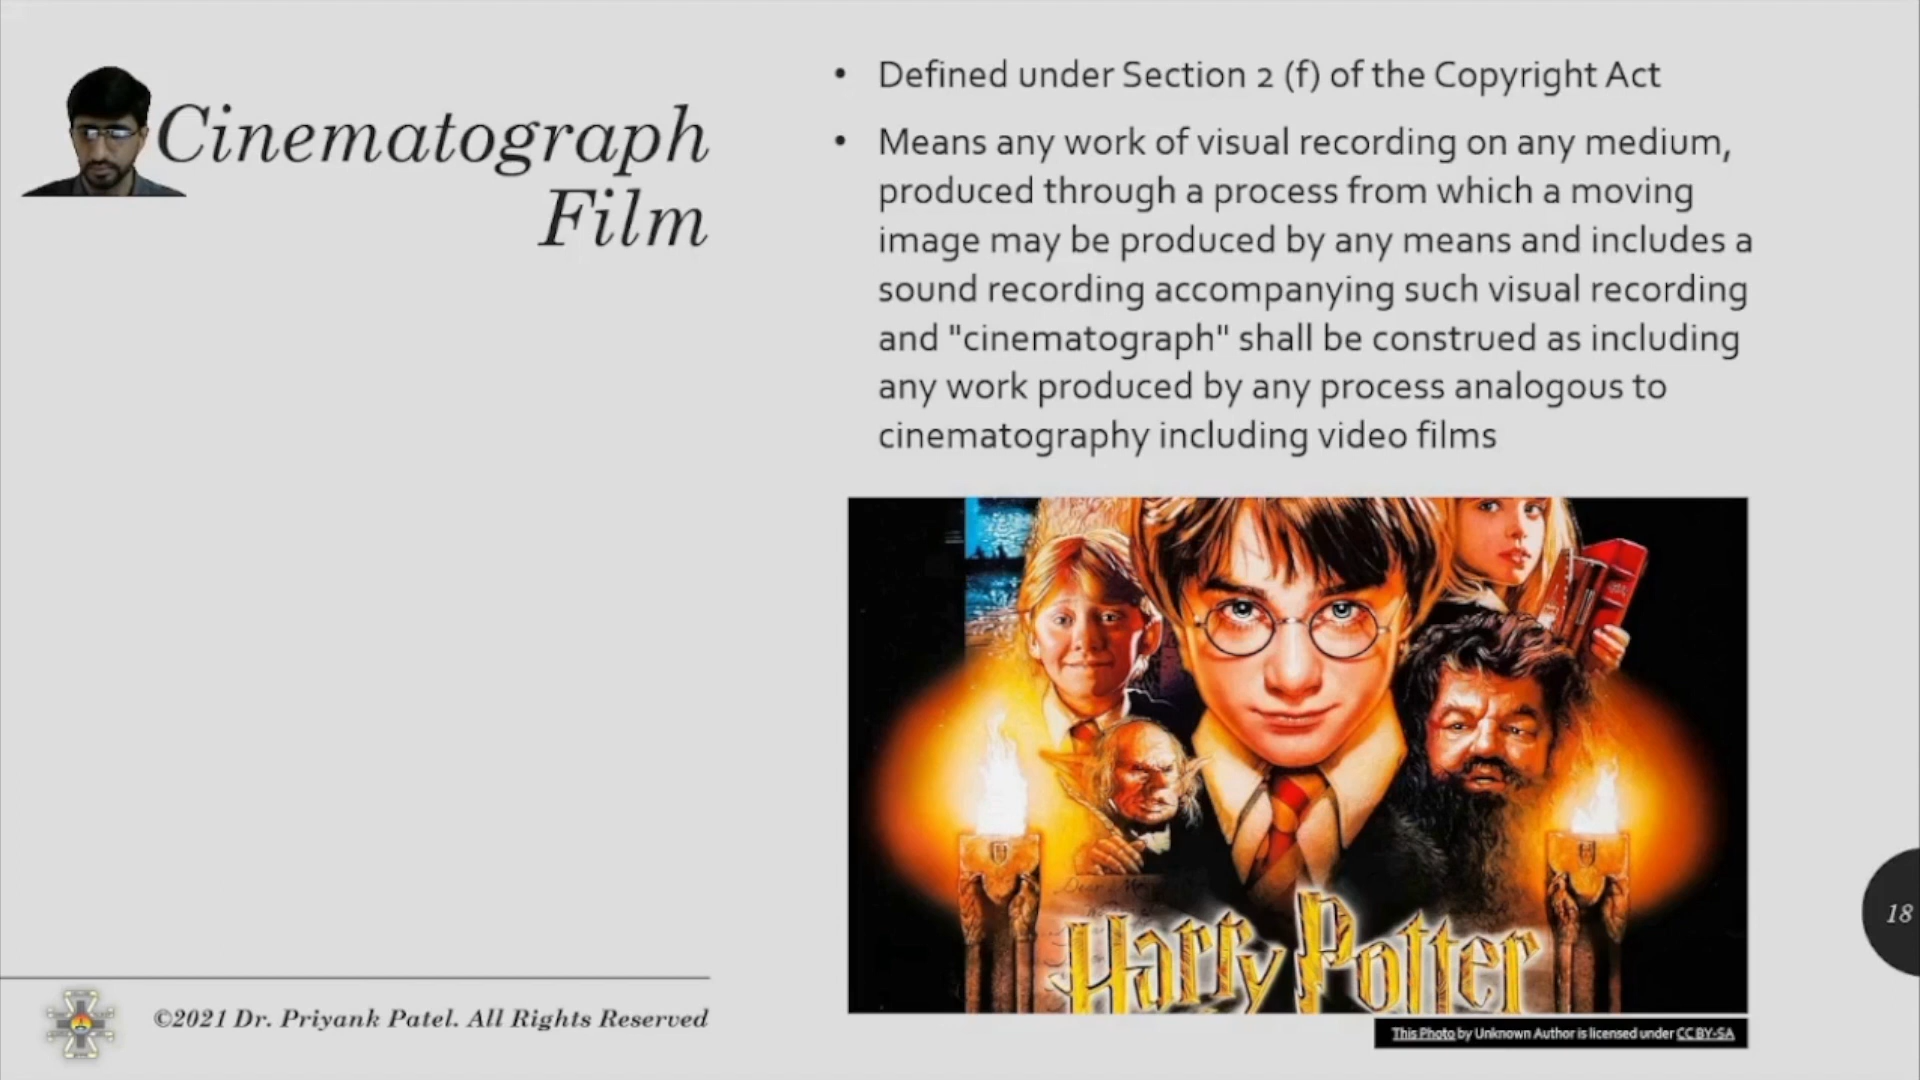 Cinematograph
Film
• Defined under Section 2 (f) of the Copyright Act
• Means any work of visual recording on any medium,
produced through a process from which a moving
image may be produced by any means and includes a
sound recording accompanying such visual recording
and "cinematograph" shall be construed as including
any work produced by any process analogous to
cinematography including video films
Dear Mr
Harry Potter
This Photo by Unknown Author is licensed under CC BY-SA
18
©2021 Dr. Priyank Patel. All Rights Reserved